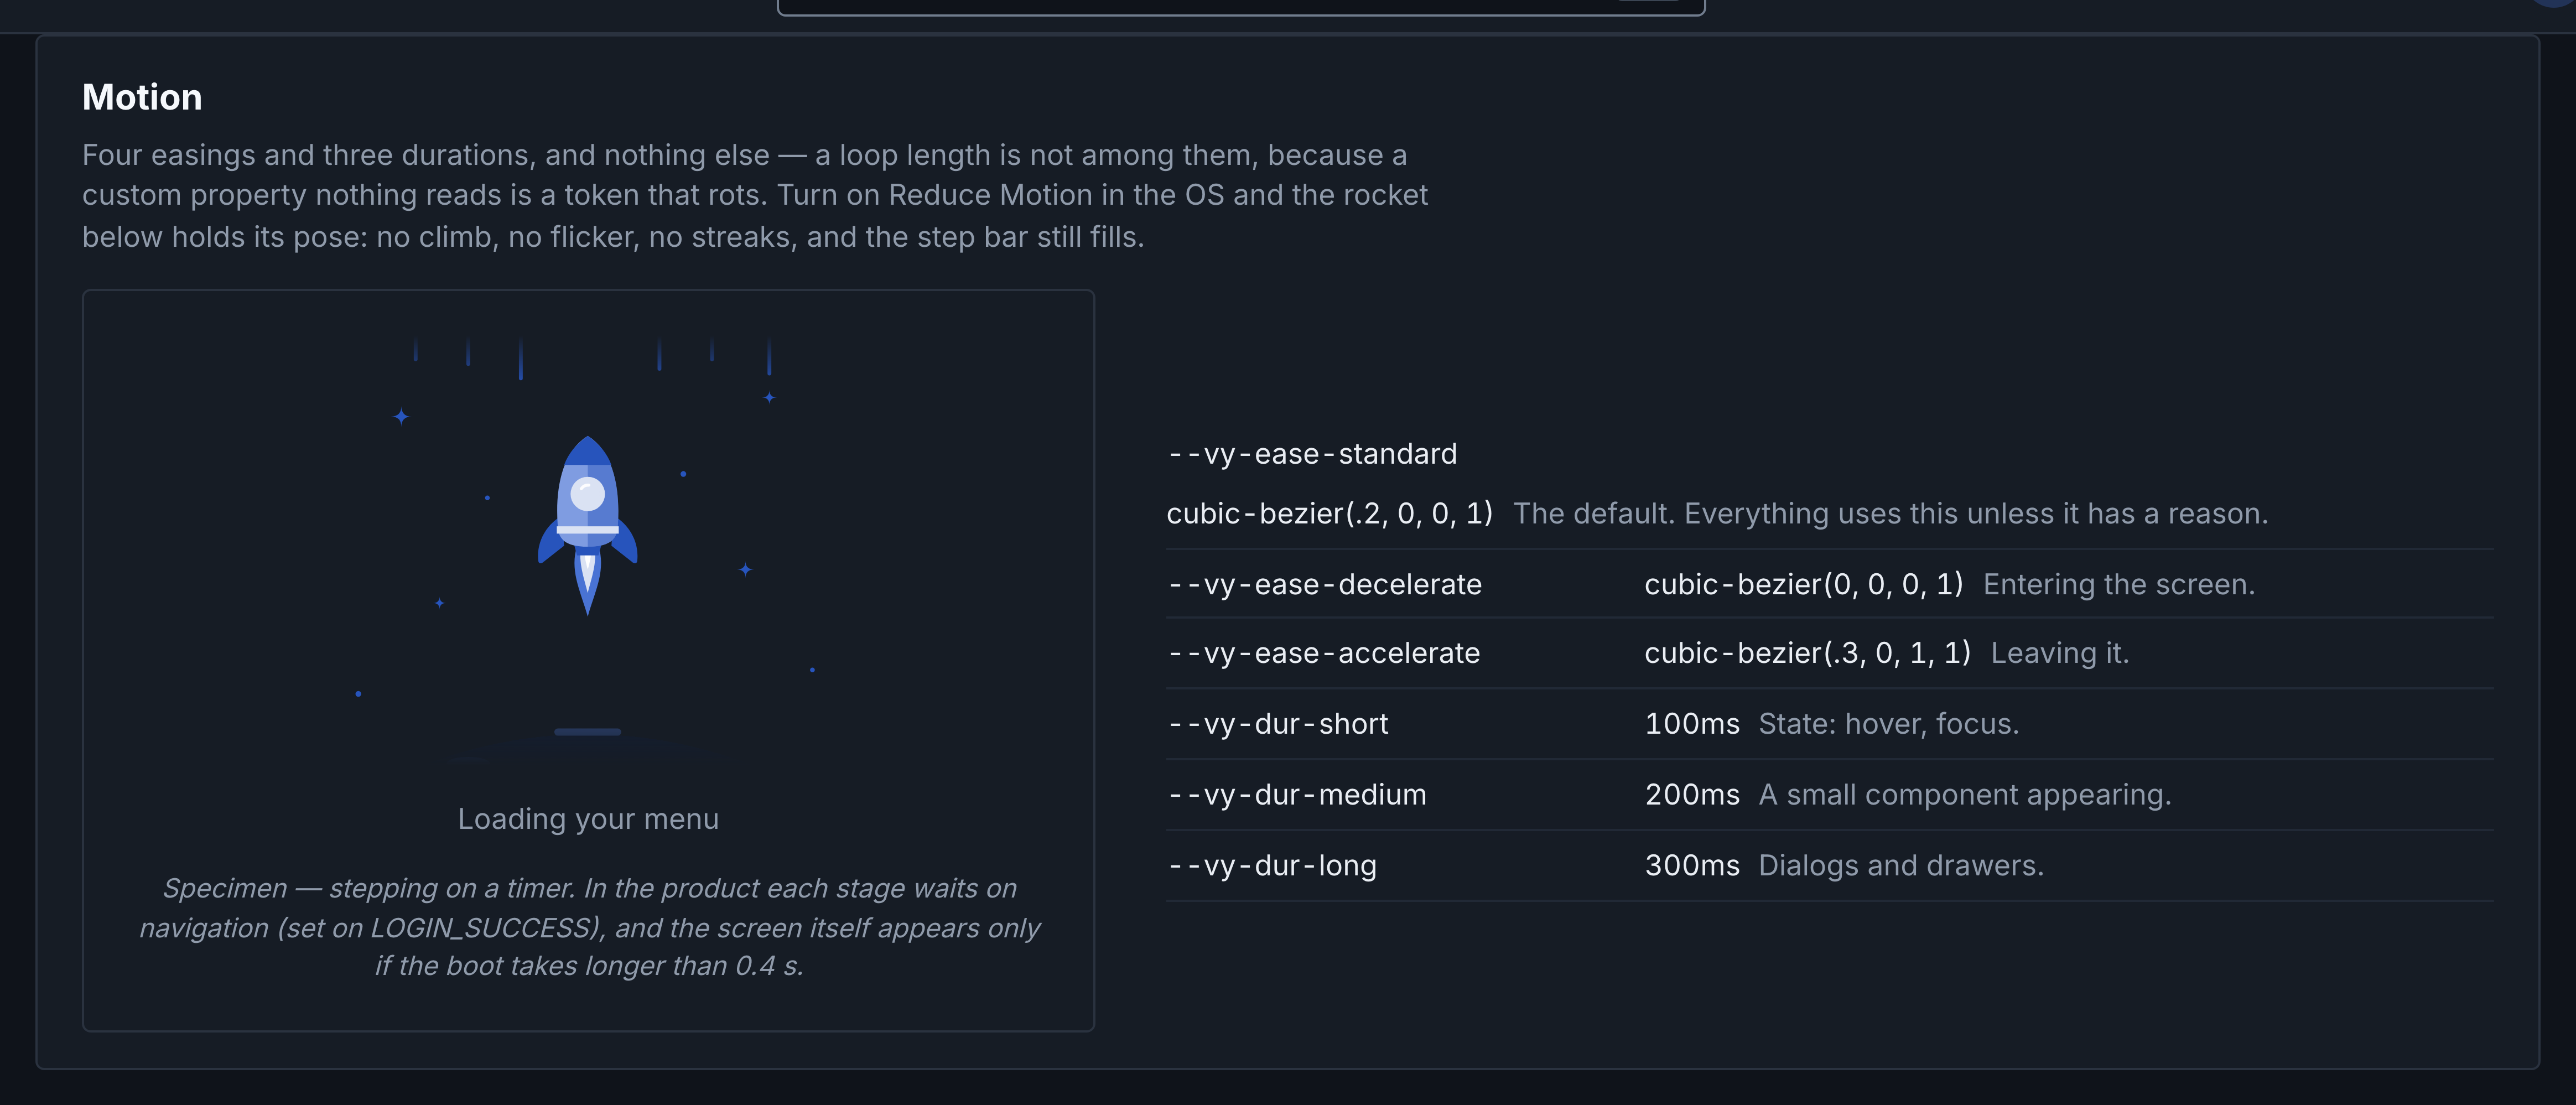 Motion
Four easings and three durations, and nothing else — a loop length is not among them, because a
custom property nothing reads is a token that rots. Turn on Reduce Motion in the OS and the rocket
below holds its pose: no climb, no flicker, no streaks, and the step bar still fills.
Loading your menu
Specimen — stepping on a timer. In the product each stage waits on
navigation (set on LOGIN_SUCCESS), and the screen itself appears only
if the boot takes longer than 0.4 s.
--vy-ease-standard
cubic-bezier(.2, 0, 0, 1) The default. Everything uses this unless it has a reason.
--vy-ease-decelerate cubic-bezier(0, 0, 0, 1) Entering the screen.
--vy-ease-accelerate cubic-bezier(.3, 0, 1, 1) Leaving it.
--vy-dur-short 100ms State: hover, focus.
--vy-dur-medium 200ms A small component appearing.
--vy-dur-long 300ms Dialogs and drawers.